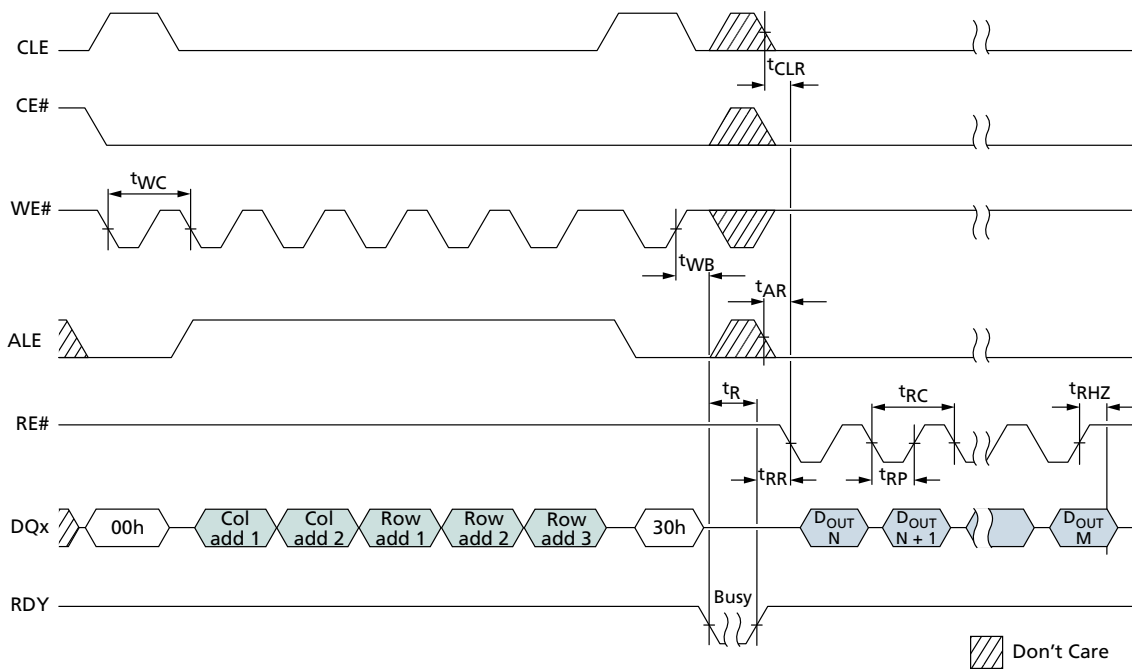 CLE
tCLR
CE#
tWC
WE#
tWB
tAR
ALE
tR
tRC
tRHZ
RE#
tRR
tRP
DQx
00h
Col
add 1
Col
add 2
Row
add 1
Row
add 2
Row
add 3
30h
DOUT
N
DOUT
N + 1
DOUT
M
RDY
Busy
Don't Care